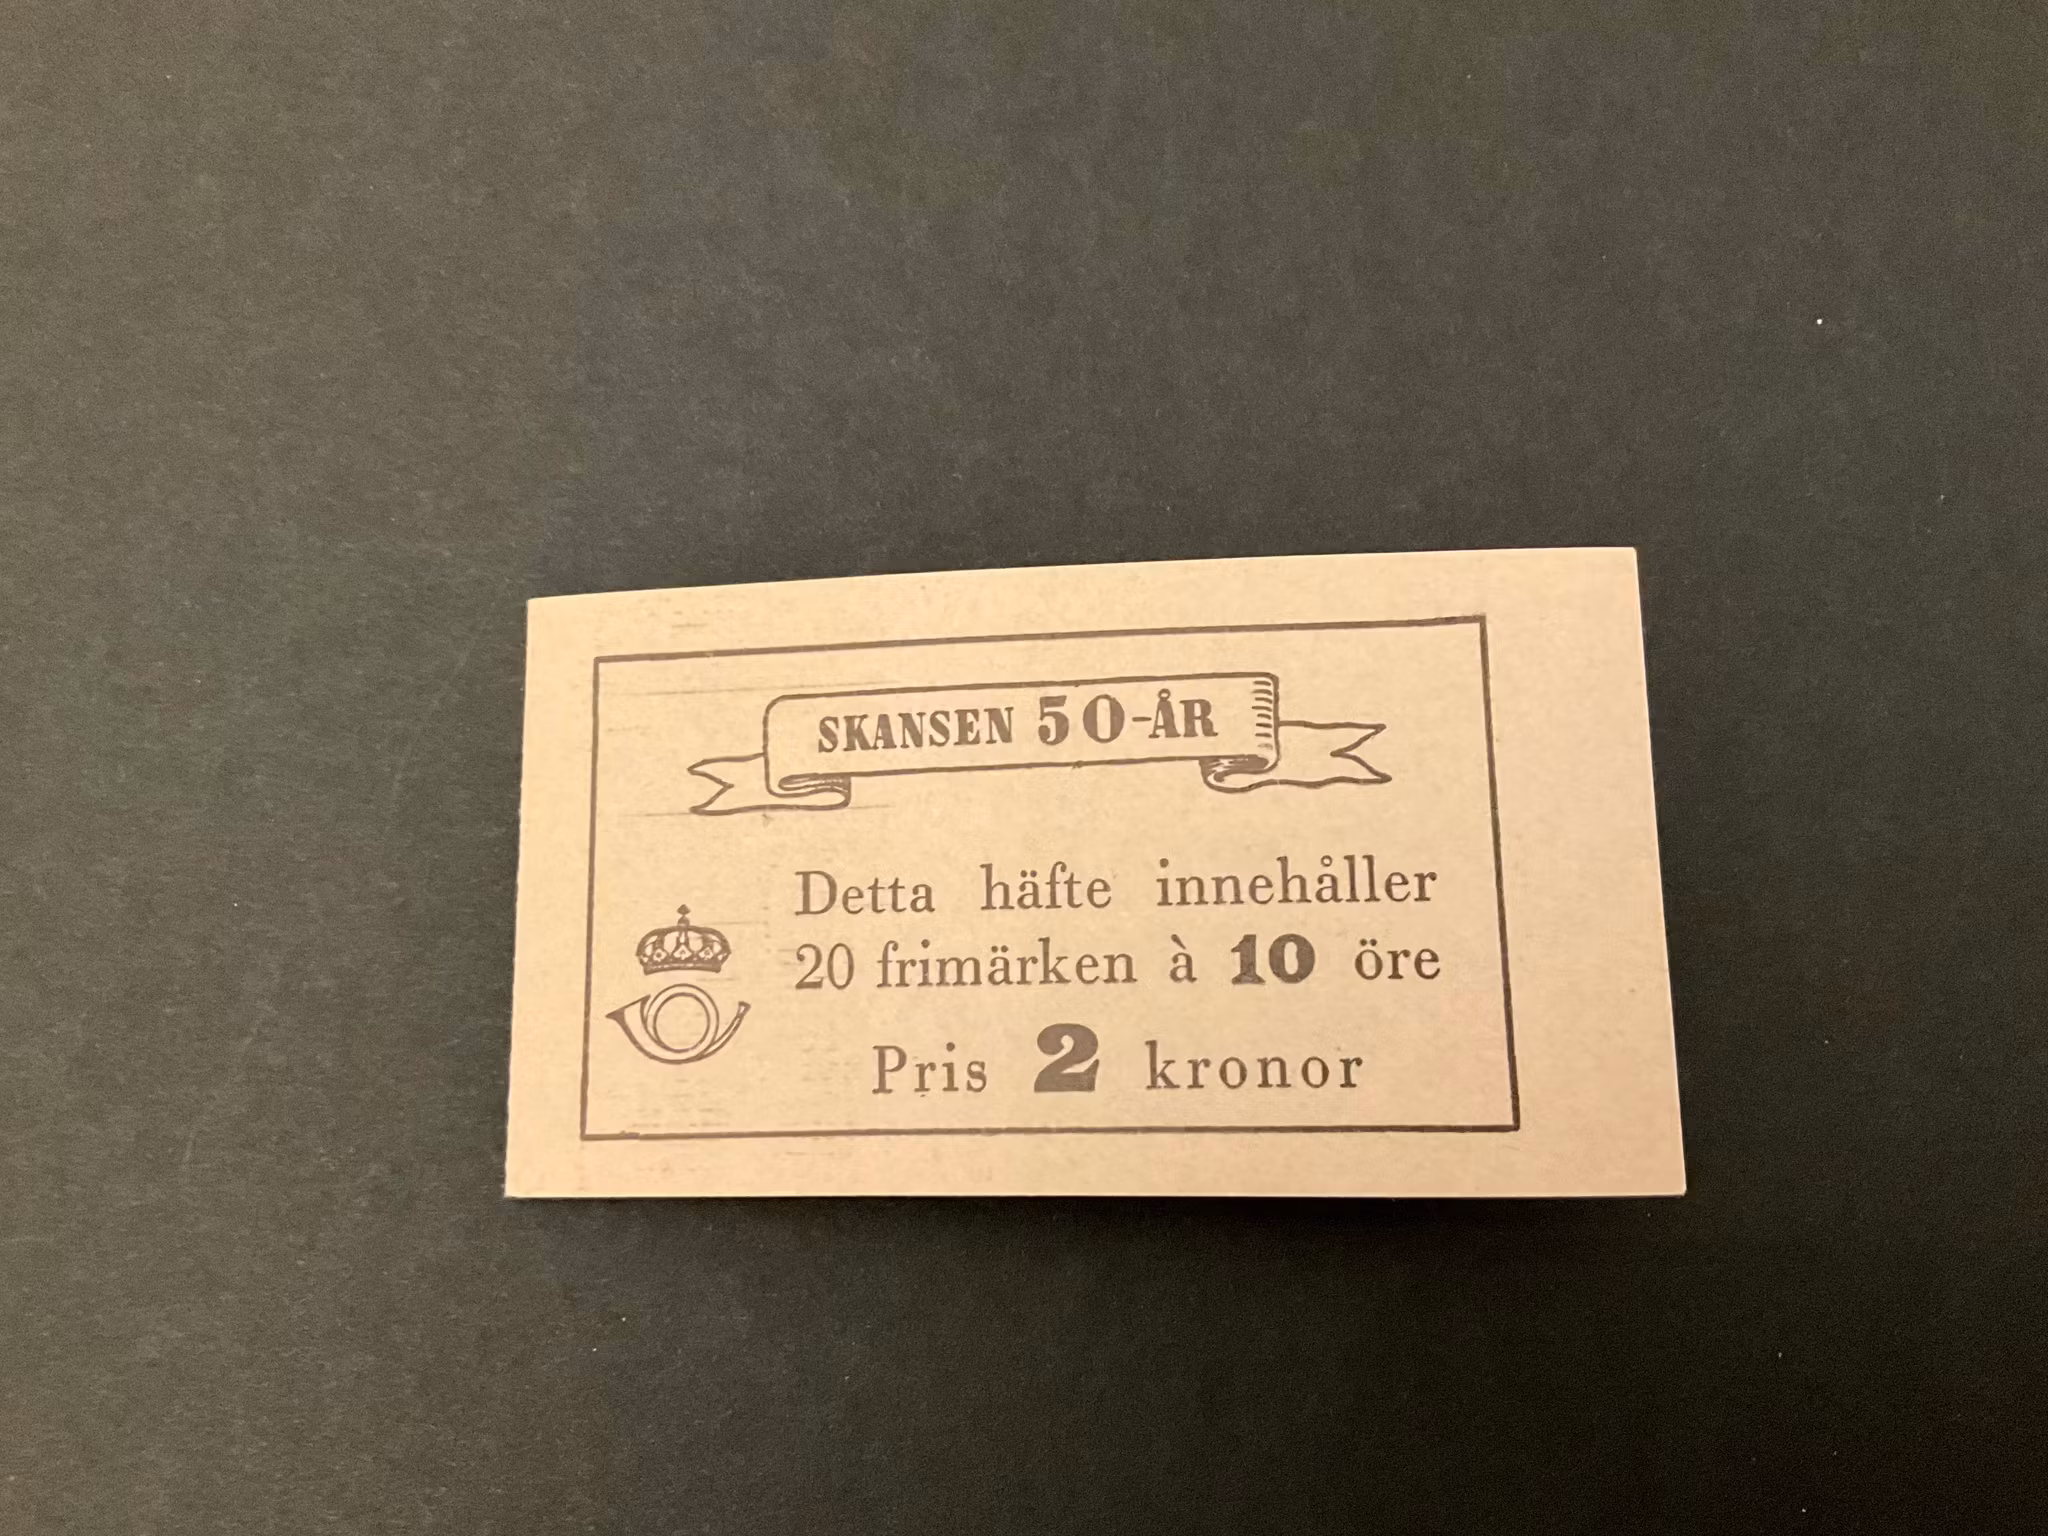 SKANSEN 50-ÅR
Detta häfte innehåller
20 frimärken à 10 öre
Pris 2 kronor